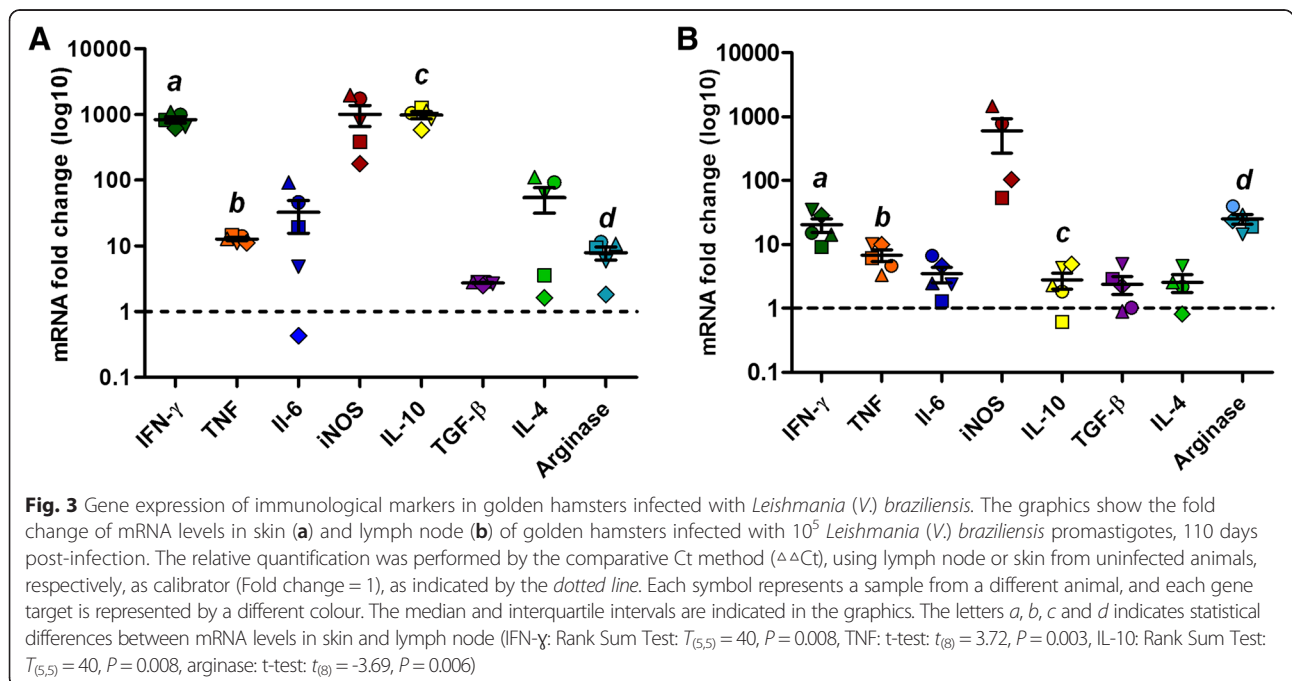 A
mRNA fold change (log10)
10000
1000
100
10
1
0.1
a
b
c
d
IFN-γ
TNF
Il-6
iNOS
IL-10
TGF-β
IL-4
Arginase
B
mRNA fold change (log10)
10000
1000
100
10
1
0.1
a
b
c
d
IFN-γ
TNF
IL-6
iNOS
IL-10
TGF-β
IL-4
Arginase
Fig. 3 Gene expression of immunological markers in golden hamsters infected with Leishmania (V.) braziliensis. The graphics show the fold
change of mRNA levels in skin (a) and lymph node (b) of golden hamsters infected with 10⁵ Leishmania (V.) braziliensis promastigotes, 110 days
post-infection. The relative quantification was performed by the comparative Ct method (△△Ct), using lymph node or skin from uninfected animals,
respectively, as calibrator (Fold change = 1), as indicated by the dotted line. Each symbol represents a sample from a different animal, and each gene
target is represented by a different colour. The median and interquartile intervals are indicated in the graphics. The letters a, b, c and d indicates statistical
differences between mRNA levels in skin and lymph node (IFN-ɣ: Rank Sum Test: T(5,5) = 40, P = 0.008, TNF: t-test: t(8) = 3.72, P = 0.003, IL-10: Rank Sum Test:
T(5,5) = 40, P = 0.008, arginase: t-test: t(8) = -3.69, P = 0.006)